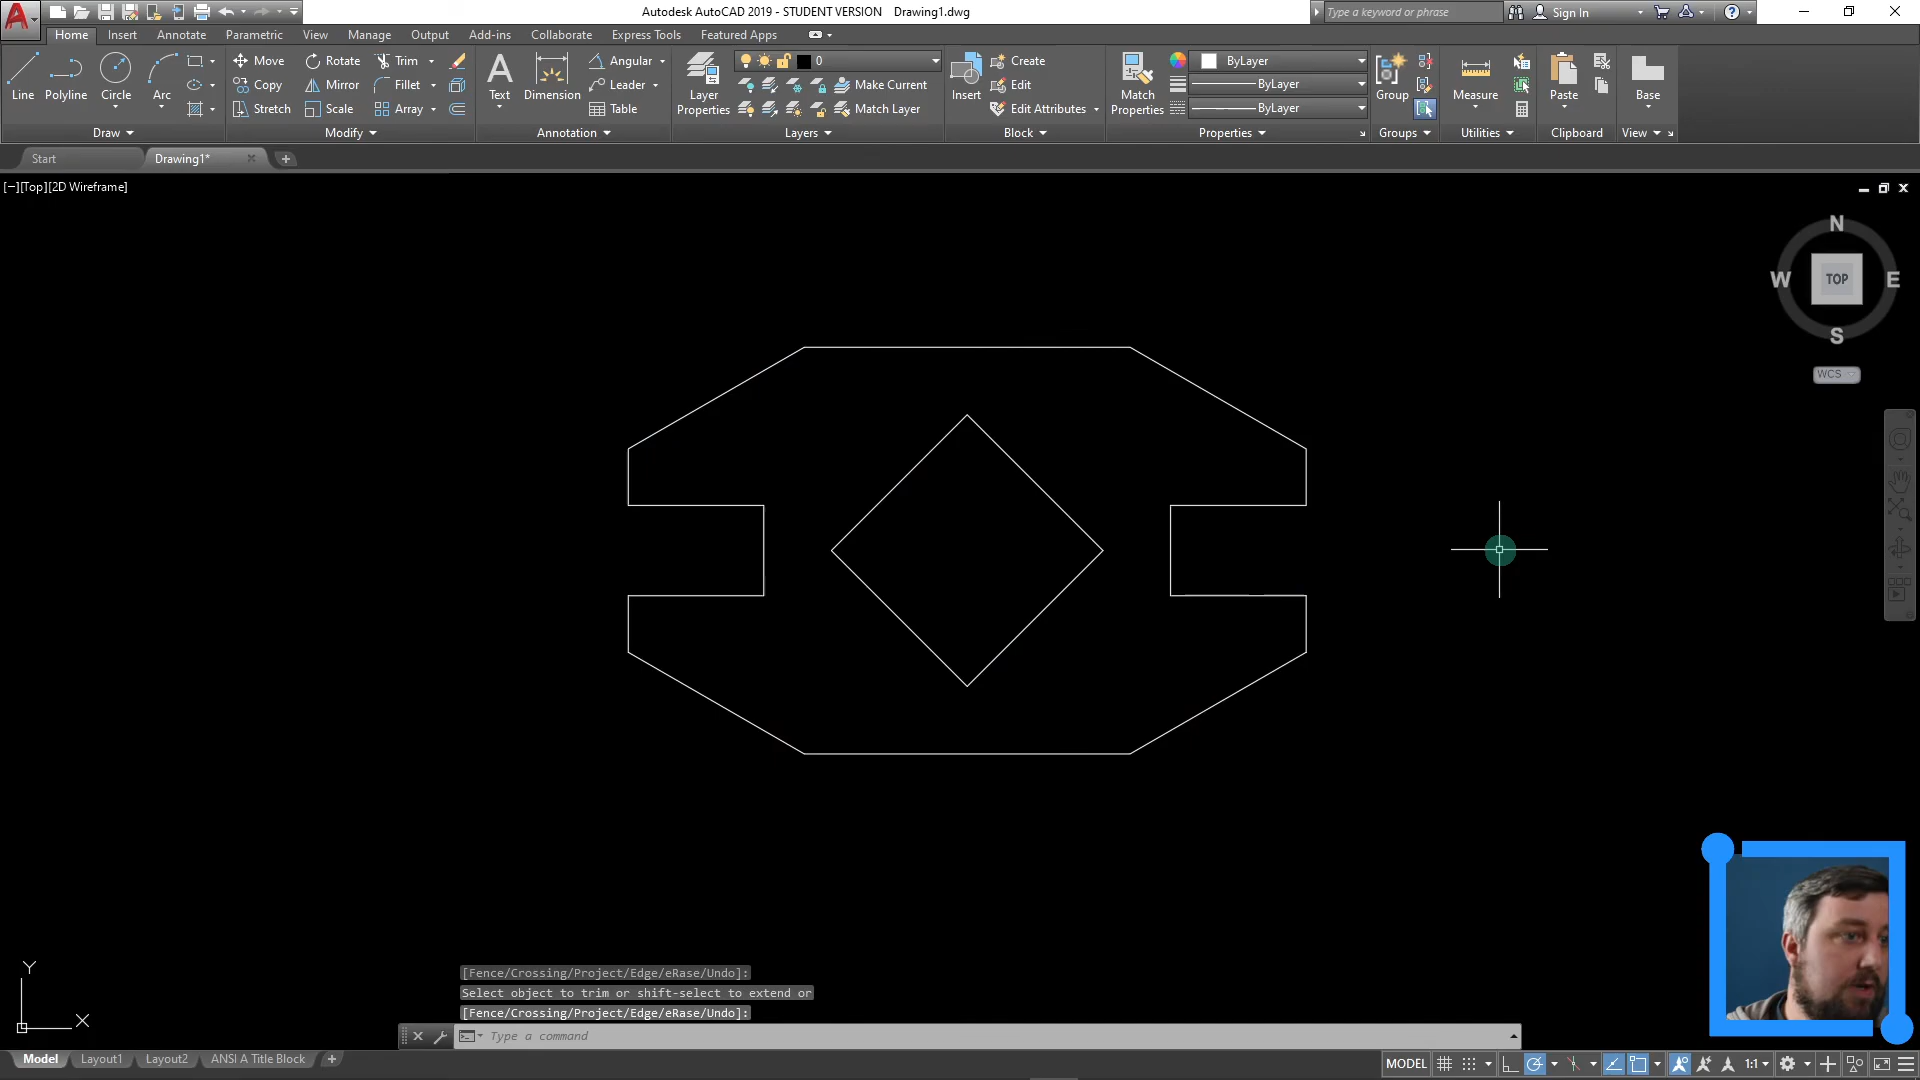 Autodesk AutoCAD 2019 - STUDENT VERSION Drawing1.dwg
Type a keyword or phrase
Sign In
Home Insert Annotate Parametric View Manage Output Add-ins Collaborate Express Tools Featured Apps
Line Polyline Circle Arc
Draw
Move Rotate Trim
Copy Mirror Fillet
Stretch Scale Array
Modify
Text Dimension
Angular
Leader
Table
Annotation
Layer Properties
0
Make Current
Match Layer
Layers
Insert
Create
Edit
Edit Attributes
Block
Match Properties
ByLayer
ByLayer
ByLayer
Properties
Group
Groups
Measure
Utilities
Paste
Clipboard
Base
View
Start Drawing1*
[−][Top][2D Wireframe]
N
W TOP E
S
WCS
Y
X
[Fence/Crossing/Project/Edge/eRase/Undo]:
Select object to trim or shift-select to extend or
[Fence/Crossing/Project/Edge/eRase/Undo]:
Type a command
Model Layout1 Layout2 ANSI A Title Block
MODEL 1:1